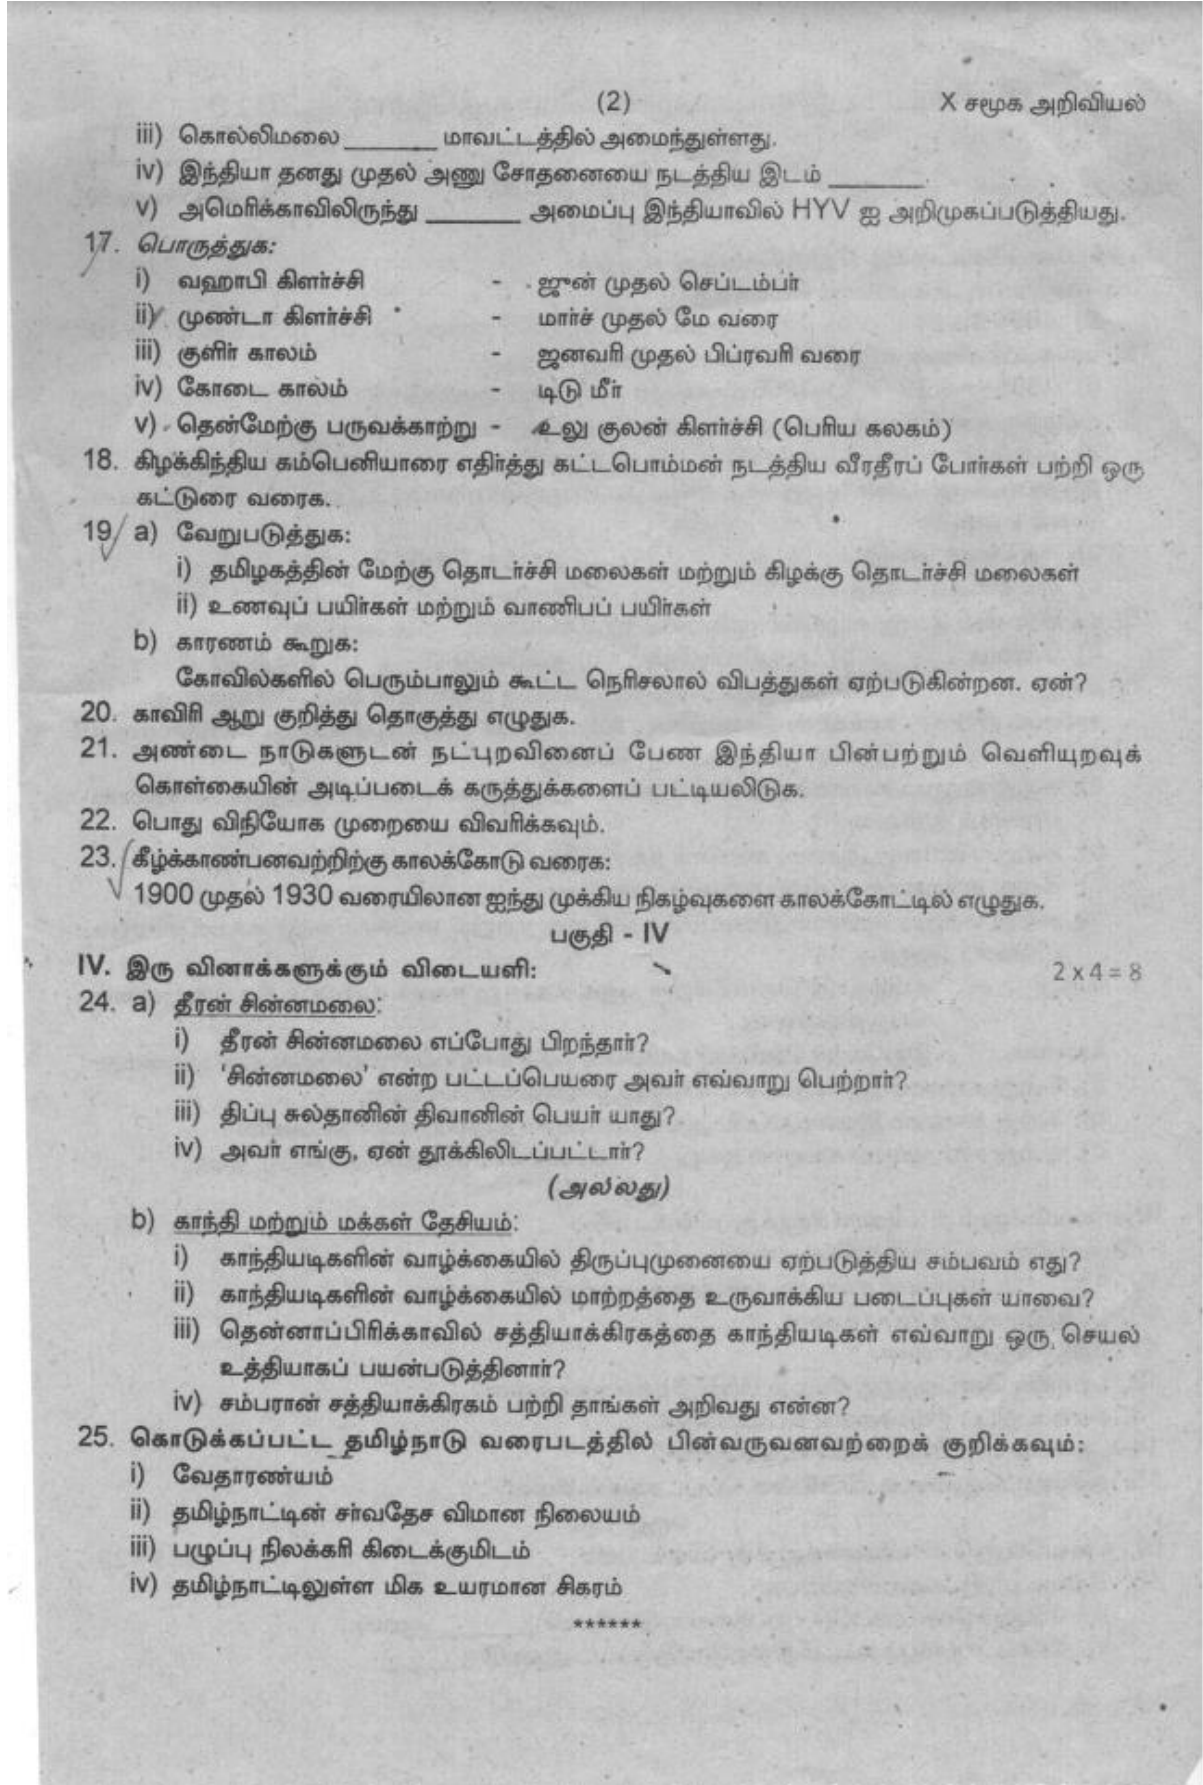 (2) X சமூக அறிவியல்
iii) கொல்லிமலை ______ மாவட்டத்தில் அமைந்துள்ளது.
iv) இந்தியா தனது முதல் அணு சோதனையை நடத்திய இடம் ______.
v) அமெரிக்காவிலிருந்து ______ அமைப்பு இந்தியாவில் HYV ஐ அறிமுகப்படுத்தியது.
17. பொருத்துக:
i) வஹாபி கிளர்ச்சி - ஜுன் முதல் செப்டம்பர்
ii) முண்டா கிளர்ச்சி - மார்ச் முதல் மே வரை
iii) குளிர் காலம் - ஜனவரி முதல் பிப்ரவரி வரை
iv) கோடை காலம் - டிடு மீர்
v) தென்மேற்கு பருவக்காற்று - உலு குலன் கிளர்ச்சி (பெரிய கலகம்)
18. கிழக்கிந்திய கம்பெனியாரை எதிர்த்து கட்டபொம்மன் நடத்திய வீரதீரப் போர்கள் பற்றி ஒரு
கட்டுரை வரைக.
19. a) வேறுபடுத்துக:
i) தமிழகத்தின் மேற்கு தொடர்ச்சி மலைகள் மற்றும் கிழக்கு தொடர்ச்சி மலைகள்
ii) உணவுப் பயிர்கள் மற்றும் வாணிபப் பயிர்கள்
b) காரணம் கூறுக:
கோவில்களில் பெரும்பாலும் கூட்ட நெரிசலால் விபத்துகள் ஏற்படுகின்றன. ஏன்?
20. காவிரி ஆறு குறித்து தொகுத்து எழுதுக.
21. அண்டை நாடுகளுடன் நட்புறவினைப் பேண இந்தியா பின்பற்றும் வெளியுறவுக்
கொள்கையின் அடிப்படைக் கருத்துக்களைப் பட்டியலிடுக.
22. பொது விநியோக முறையை விவரிக்கவும்.
23. கீழ்க்காண்பனவற்றிற்கு காலக்கோடு வரைக:
1900 முதல் 1930 வரையிலான ஐந்து முக்கிய நிகழ்வுகளை காலக்கோட்டில் எழுதுக.
பகுதி - IV
IV. இரு வினாக்களுக்கும் விடையளி: 2 x 4 = 8
24. a) தீரன் சின்னமலை:
i) தீரன் சின்னமலை எப்போது பிறந்தார்?
ii) 'சின்னமலை' என்ற பட்டப்பெயரை அவர் எவ்வாறு பெற்றார்?
iii) திப்பு சுல்தானின் திவானின் பெயர் யாது?
iv) அவர் எங்கு, ஏன் தூக்கிலிடப்பட்டார்?
(அல்லது)
b) காந்தி மற்றும் மக்கள் தேசியம்:
i) காந்தியடிகளின் வாழ்க்கையில் திருப்புமுனையை ஏற்படுத்திய சம்பவம் எது?
ii) காந்தியடிகளின் வாழ்க்கையில் மாற்றத்தை உருவாக்கிய படைப்புகள் யாவை?
iii) தென்னாப்பிரிக்காவில் சத்தியாக்கிரகத்தை காந்தியடிகள் எவ்வாறு ஒரு செயல்
உத்தியாகப் பயன்படுத்தினார்?
iv) சம்பரான் சத்தியாக்கிரகம் பற்றி தாங்கள் அறிவது என்ன?
25. கொடுக்கப்பட்ட தமிழ்நாடு வரைபடத்தில் பின்வருவனவற்றைக் குறிக்கவும்:
i) வேதாரண்யம்
ii) தமிழ்நாட்டின் சர்வதேச விமான நிலையம்
iii) பழுப்பு நிலக்கரி கிடைக்குமிடம்
iv) தமிழ்நாட்டிலுள்ள மிக உயரமான சிகரம்
******